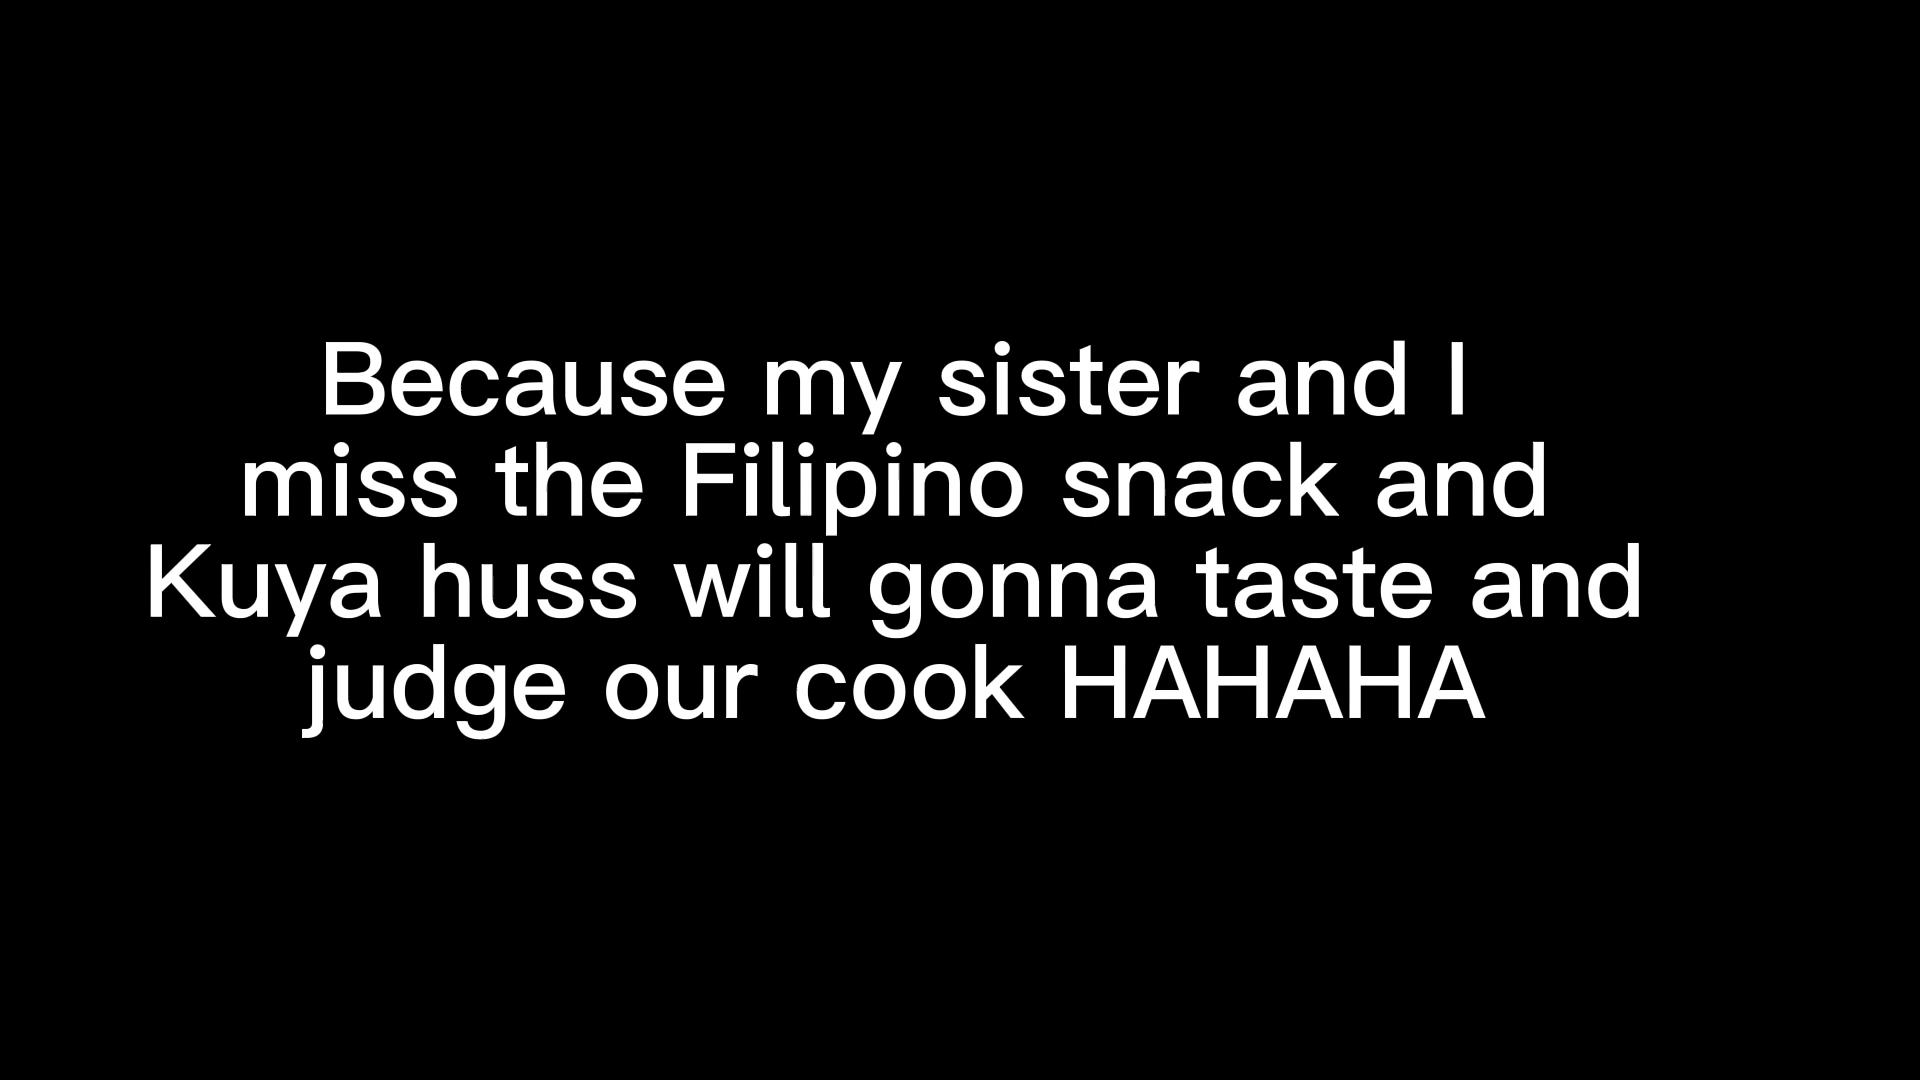 Because my sister and I
miss the Filipino snack and
Kuya huss will gonna taste and
judge our cook HAHAHA